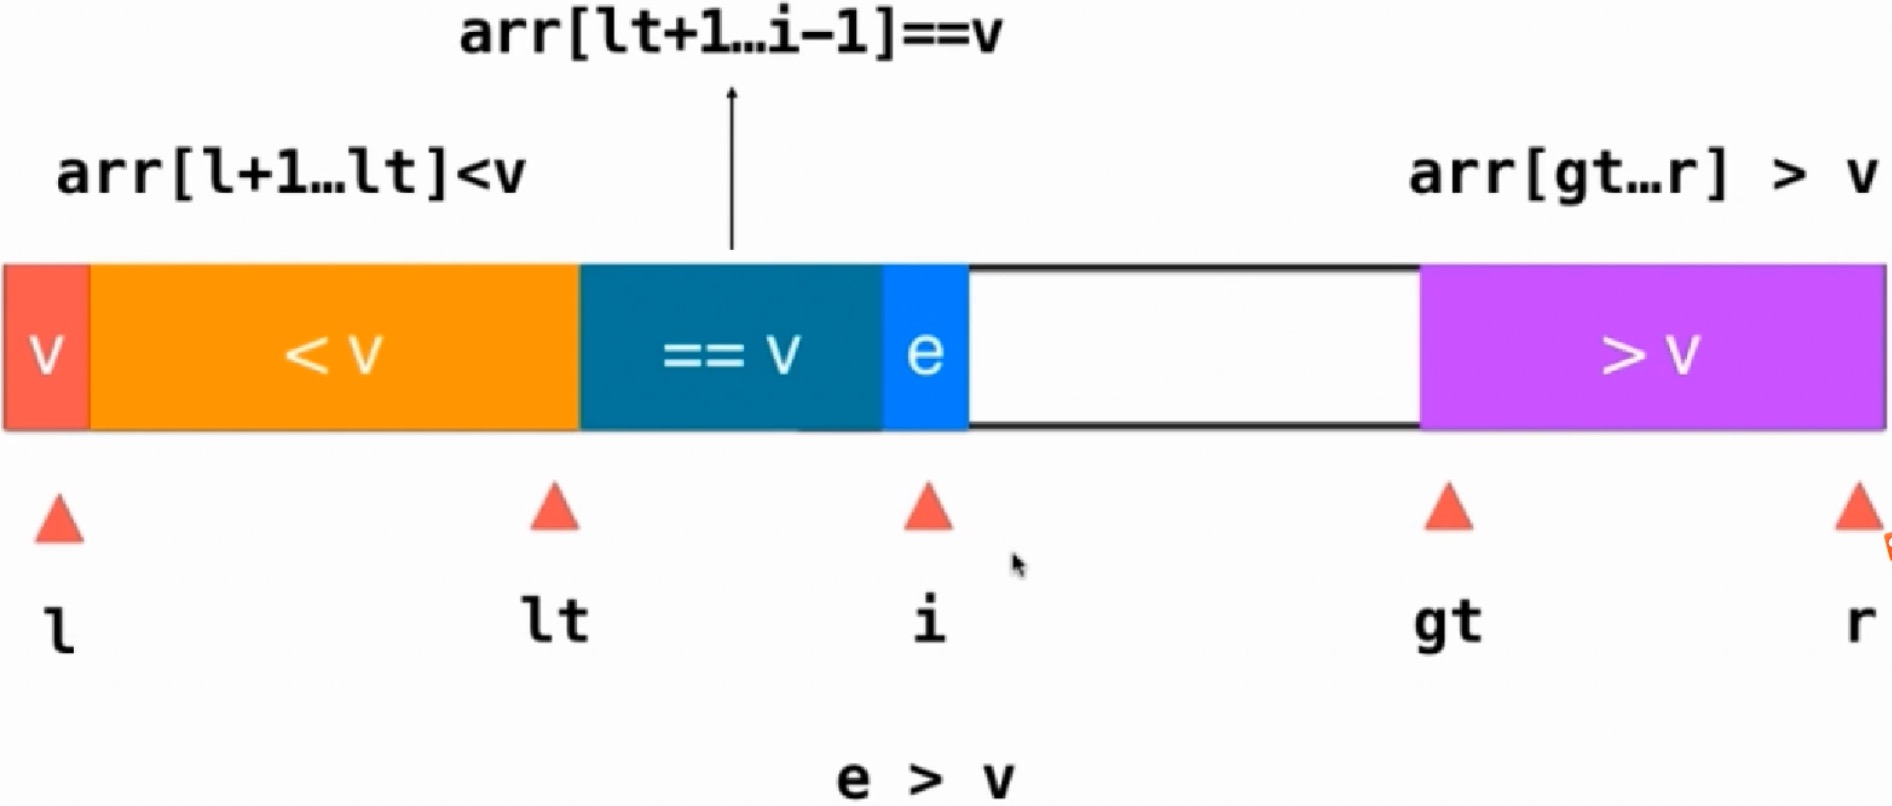 arr[lt+1…i-1]==v
arr[l+1…lt]<v
arr[gt…r] > v
v
< v
== v
e
> v
l
lt
i
gt
r
e > v